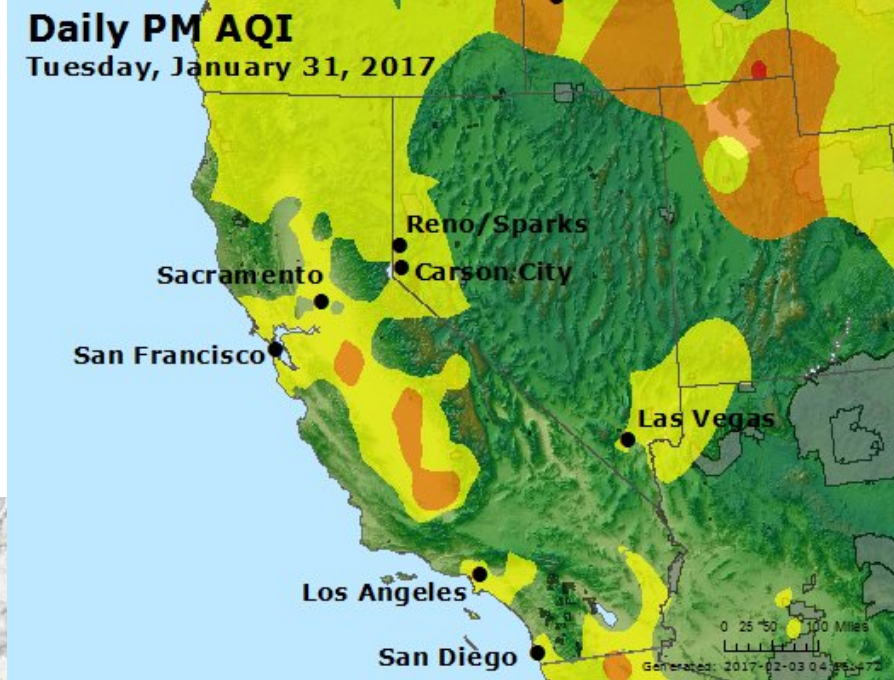 Daily PM AQI
Tuesday, January 31, 2017
Reno/Sparks
Sacramento
Carson City
San Francisco
Las Vegas
Los Angeles
0 25 50 100 Miles
San Diego
Generated: 2017-02-03